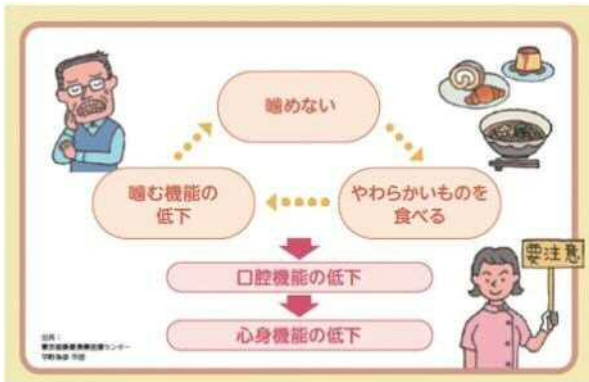 噛めない
噛む機能の
低下
やわらかいものを
食べる
要注意
口腔機能の低下
心身機能の低下
出典：